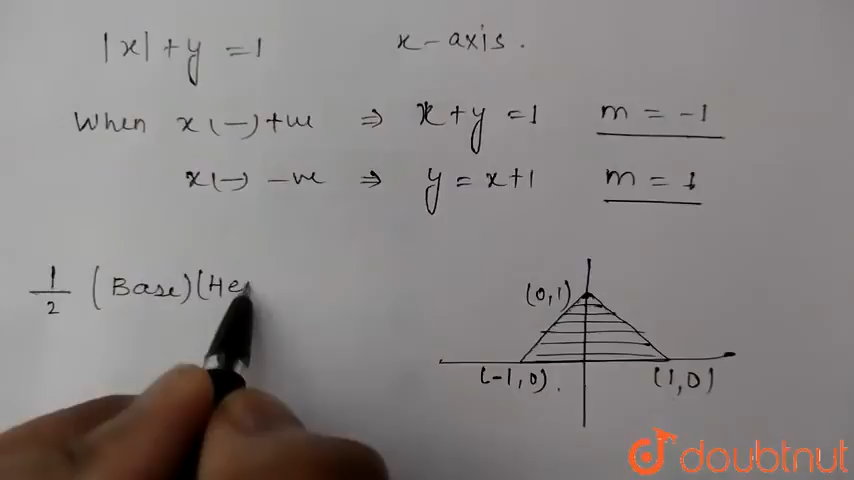 |x| + y = 1 x-axis.
When x (—) +ve ⇒ x + y = 1 m = -1
x (—) -ve ⇒ y = x + 1 m = 1
1/2 (Base)(He
(0,1)
(-1,0). (1,0)
doubtnut